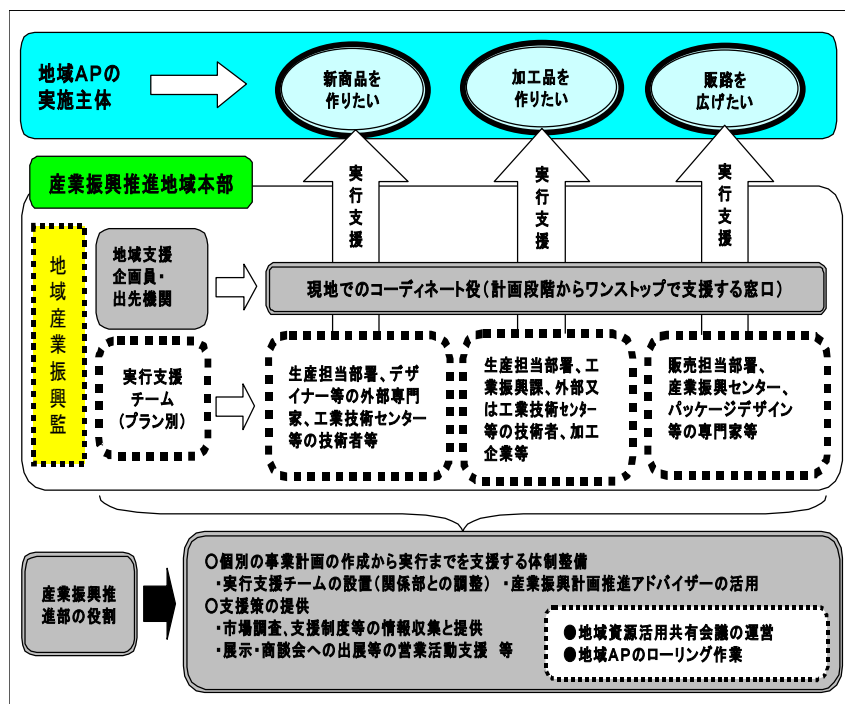 地域APの
実施主体
新商品を
作りたい
加工品を
作りたい
販路を
広げたい
実行支援
実行支援
実行支援
産業振興推進地域本部
地域産業振興監
地域支援
企画員・
出先機関
現地でのコーディネート役(計画段階からワンストップで支援する窓口)
実行支援
チーム
(プラン別)
生産担当部署、デザ
イナー等の外部専門
家、工業技術センター
等の技術者等
生産担当部署、工
業振興課、外部又
は工業技術センター
等の技術者、加工
企業等
販売担当部署、
産業振興センター、
パッケージデザイン
等の専門家等
産業振興推
進部の役割
○個別の事業計画の作成から実行までを支援する体制整備
・実行支援チームの設置(関係部との調整) ・産業振興計画推進アドバイザーの活用
○支援策の提供
・市場調査、支援制度等の情報収集と提供
・展示・商談会への出展等の営業活動支援 等
●地域資源活用共有会議の運営
●地域APのローリング作業